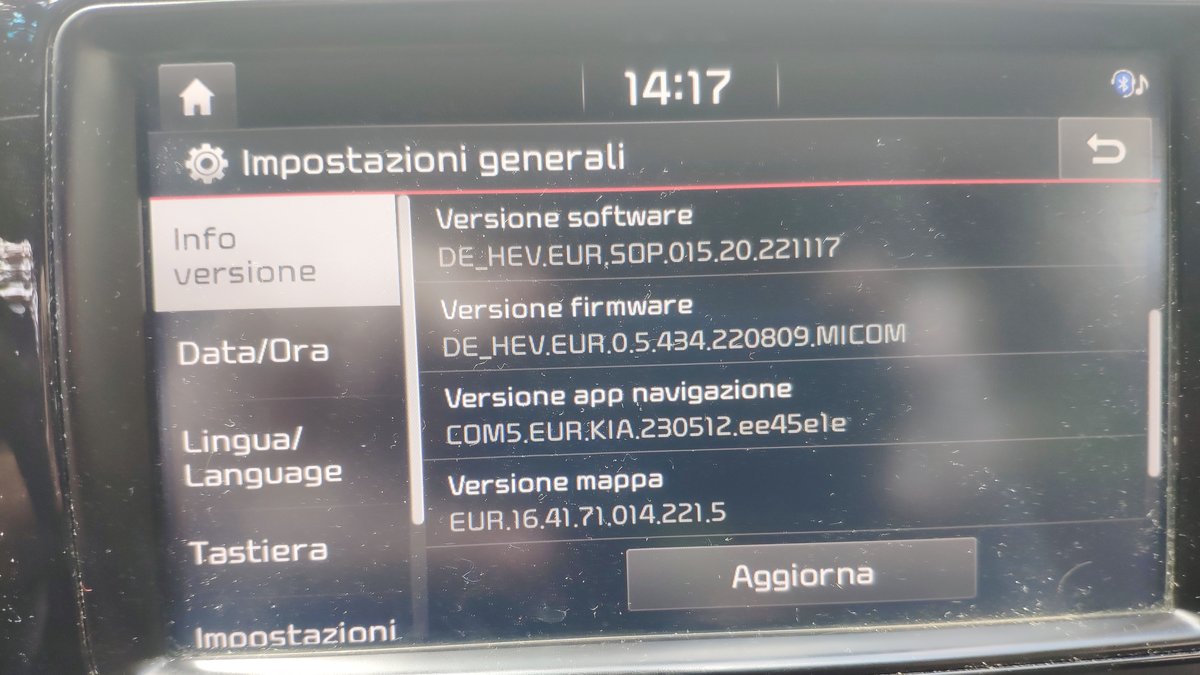 14:17
Impostazioni generali
Info
versione
Data/Ora
Lingua/
Language
Tastiera
Impostazioni
Versione software
DE_HEV.EUR.SOP.015.20.221117
Versione firmware
DE_HEV.EUR.0.5.434.220809.MICOM
Versione app navigazione
COM5.EUR.KIA.230512.ee45e1e
Versione mappa
EUR.16.41.71.014.221.5
Aggiorna